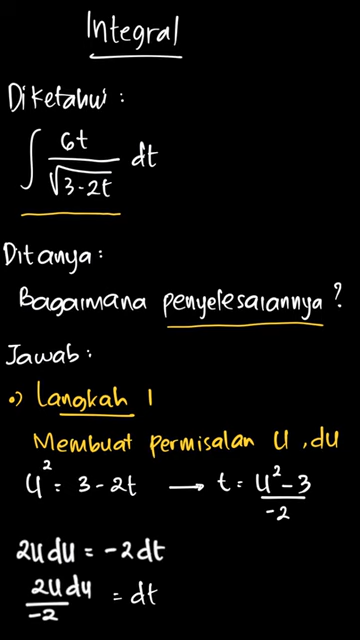 Integral
Diketahui :
∫ 6t/√(3-2t) dt
Ditanya :
Bagaimana penyelesaiannya ?
Jawab :
•) Langkah 1
Membuat permisalan u , du
u² = 3 - 2t → t = (u² - 3)/-2
2u du = -2 dt
2u du/-2 = dt